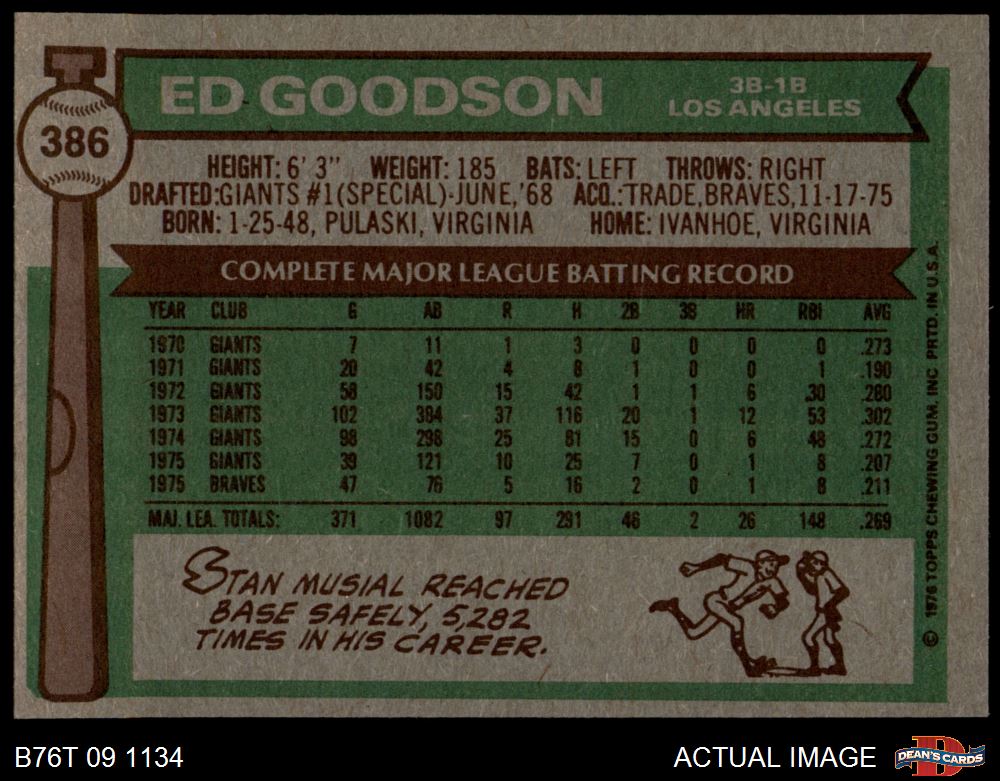 386
ED GOODSON
3B-1B
LOS ANGELES
HEIGHT: 6' 3" WEIGHT: 185 BATS: LEFT THROWS: RIGHT
DRAFTED: GIANTS #1 (SPECIAL)-JUNE, '68 ACQ.: TRADE, BRAVES, 11-17-75
BORN: 1-25-48, PULASKI, VIRGINIA HOME: IVANHOE, VIRGINIA
COMPLETE MAJOR LEAGUE BATTING RECORD
YEAR CLUB G AB R H 2B 3B HR RBI AVG
1970 GIANTS 7 11 1 3 0 0 0 0 .273
1971 GIANTS 20 42 4 8 1 0 0 1 .190
1972 GIANTS 58 150 15 42 1 1 6 30 .280
1973 GIANTS 102 384 37 116 20 1 12 53 .302
1974 GIANTS 98 298 25 81 15 0 6 48 .272
1975 GIANTS 39 121 10 25 7 0 1 8 .207
1975 BRAVES 47 76 5 16 2 0 1 8 .211
MAJ. LEA. TOTALS: 371 1082 97 291 46 2 26 148 .269
STAN MUSIAL REACHED
BASE SAFELY, 5,282
TIMES IN HIS CAREER.
© 1976 TOPPS CHEWING GUM, INC PRTD. IN U.S.A.
B76T 09 1134
ACTUAL IMAGE
D
DEAN'S CARDS